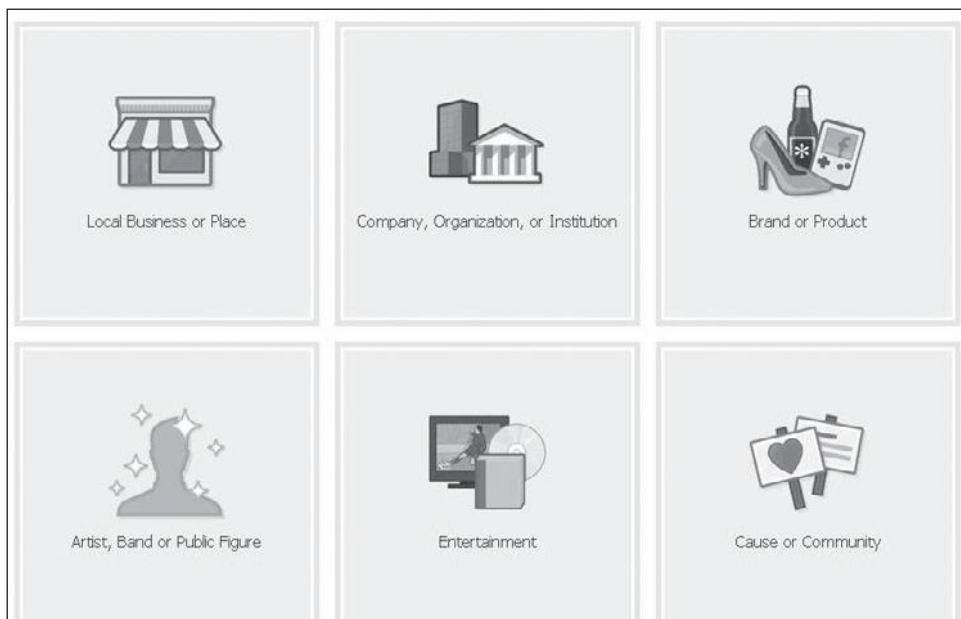 Local Business or Place
Company, Organization, or Institution
Brand or Product
Artist, Band or Public Figure
Entertainment
Cause or Community